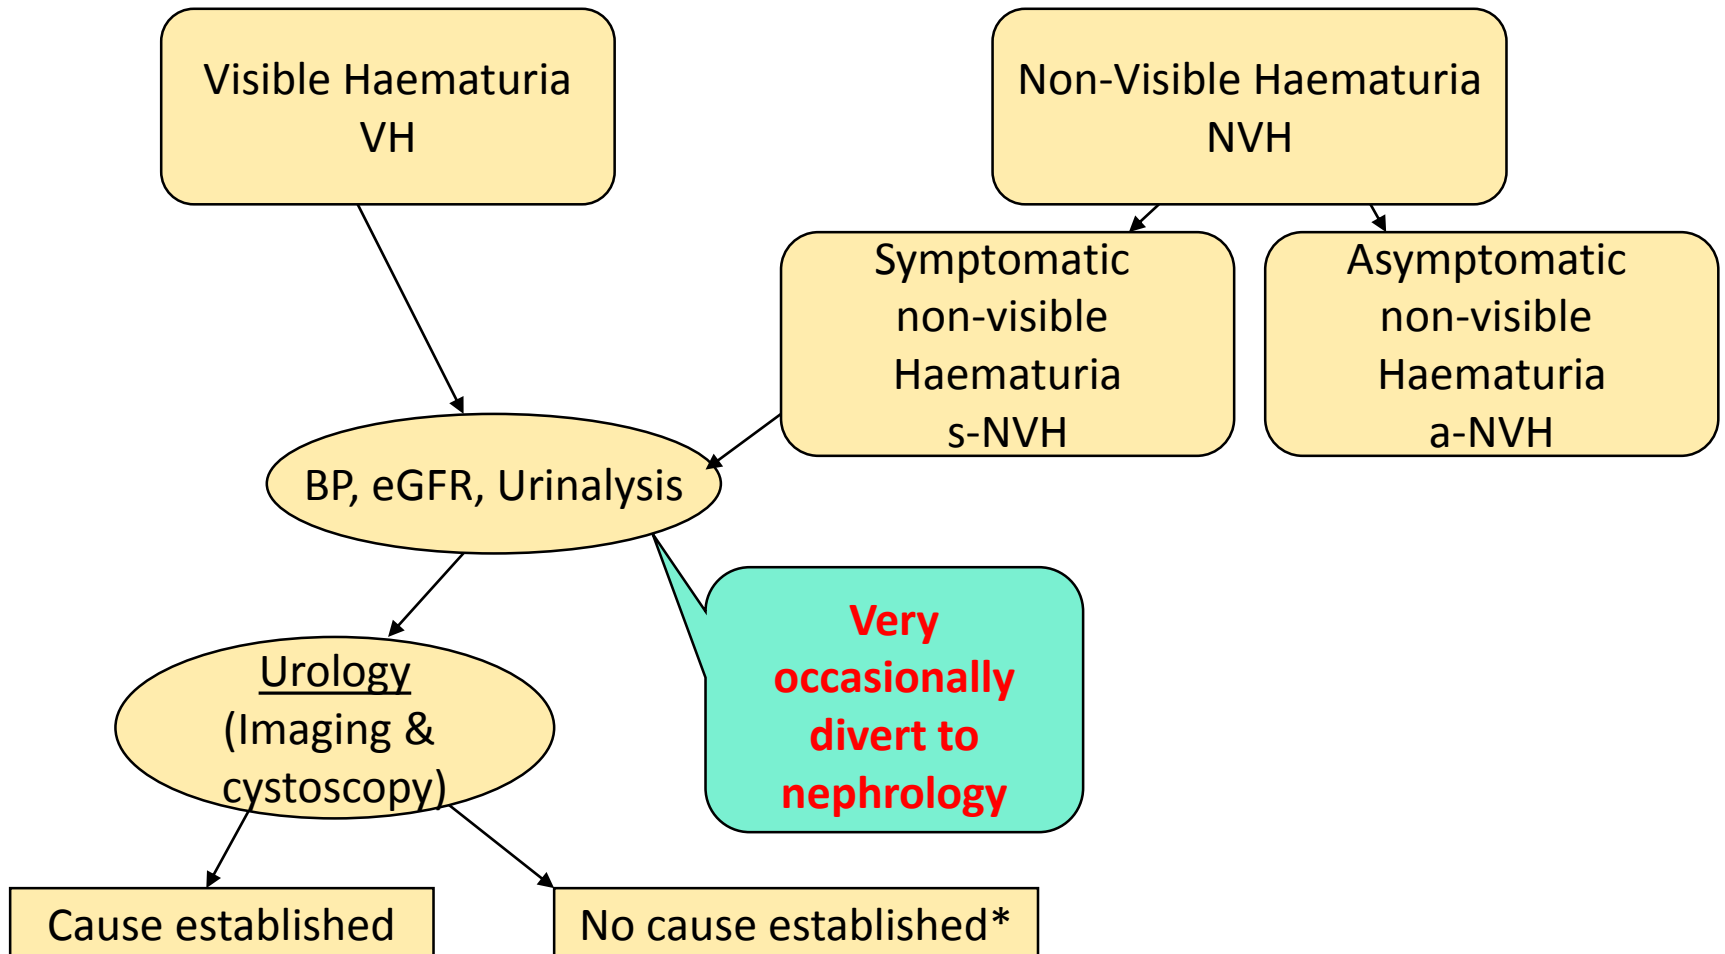 Visible Haematuria
VH
Non-Visible Haematuria
NVH
Symptomatic
non-visible
Haematuria
s-NVH
Asymptomatic
non-visible
Haematuria
a-NVH
BP, eGFR, Urinalysis
Very
occasionally
divert to
nephrology
Urology
(Imaging &
cystoscopy)
Cause established
No cause established*